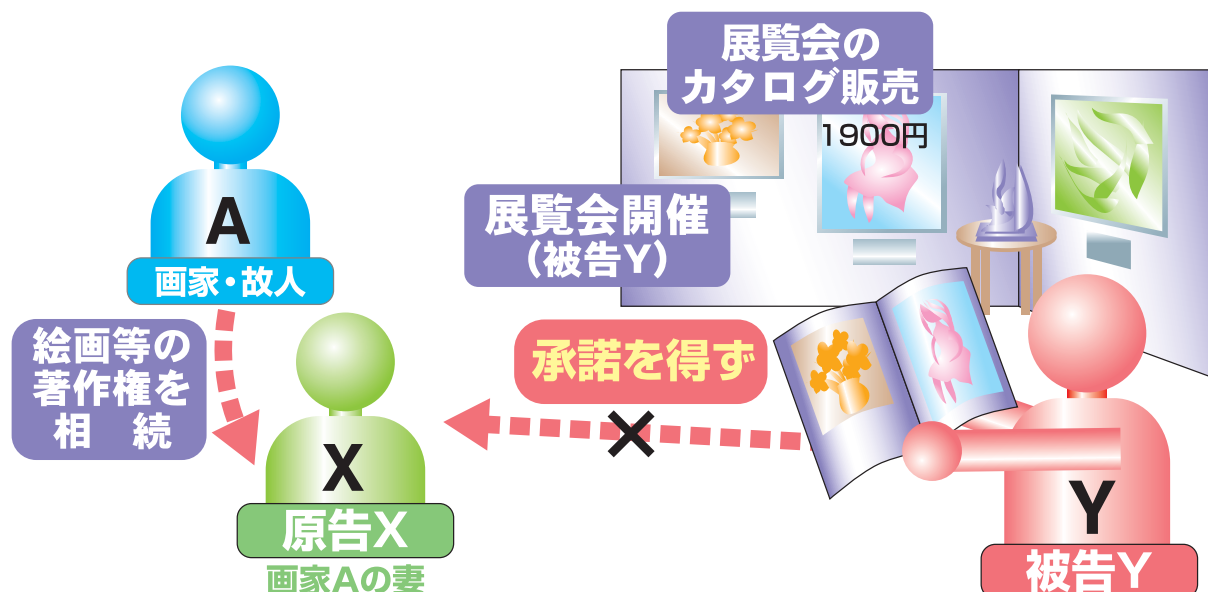 展覧会の
カタログ販売
1900円
展覧会開催
（被告Y）
A
画家・故人
絵画等の
著作権を
相　続
承諾を得ず
X
原告X
画家Aの妻
Y
被告Y